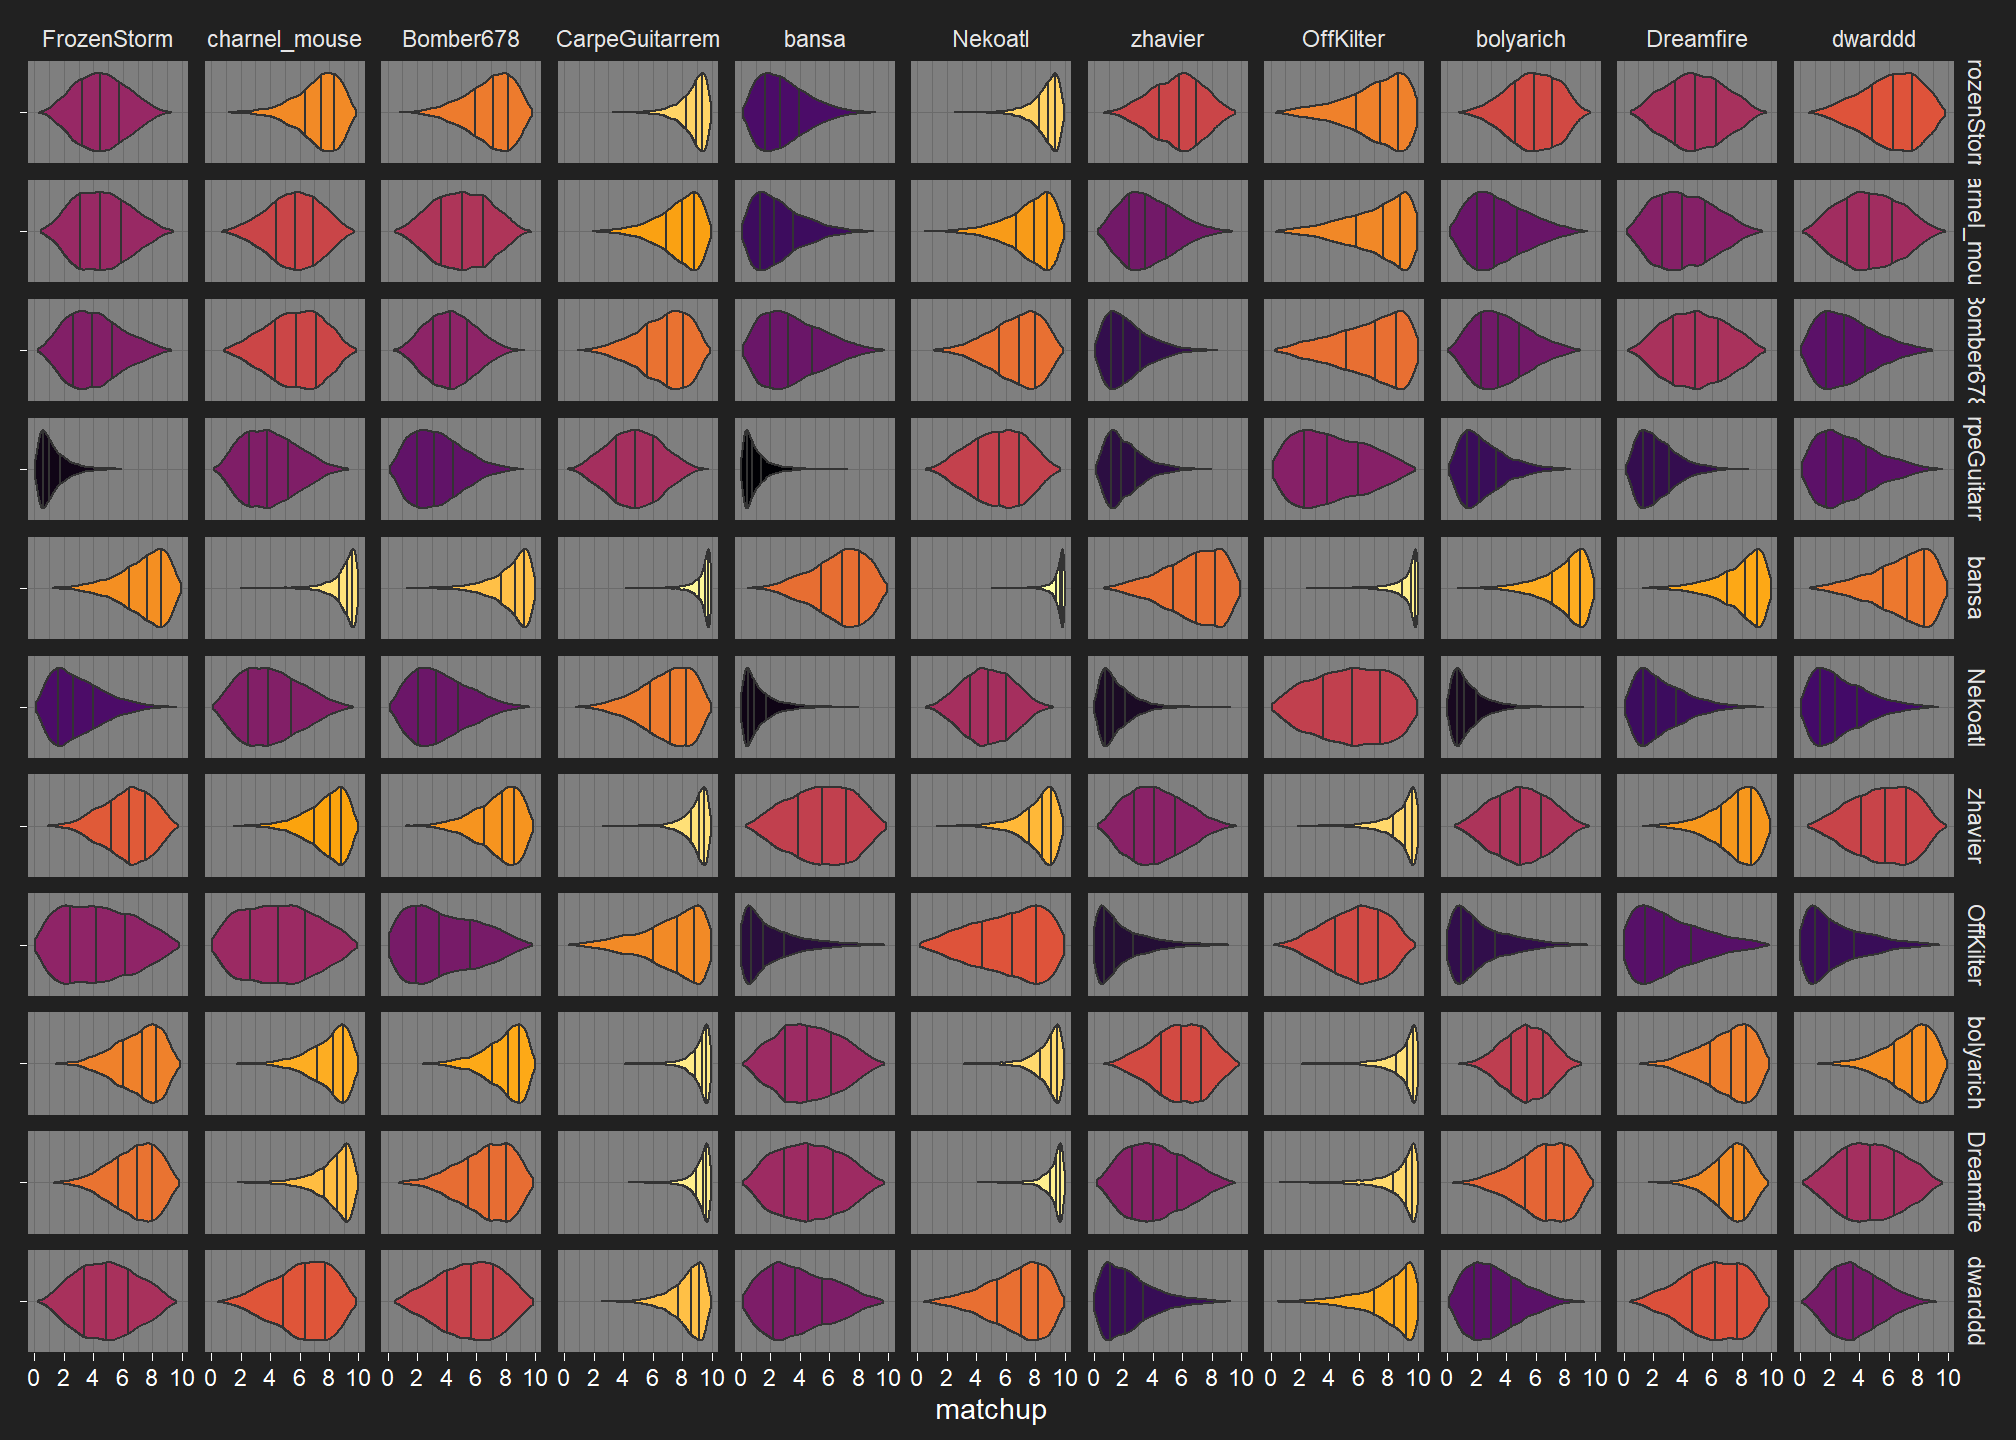 FrozenStorm charnel_mouse Bomber678 CarpeGuitarrem bansa Nekoatl zhavier OffKilter bolyarich Dreamfire dwarddd
rozenStorr
arnel_mou
Bomber678
rpeGuitarr
bansa
Nekoatl
zhavier
OffKilter
bolyarich
Dreamfire
dwarddd
0 2 4 6 8 10 0 2 4 6 8 10 0 2 4 6 8 10 0 2 4 6 8 10 0 2 4 6 8 10 0 2 4 6 8 10 0 2 4 6 8 10 0 2 4 6 8 10 0 2 4 6 8 10 0 2 4 6 8 10 0 2 4 6 8 10
matchup